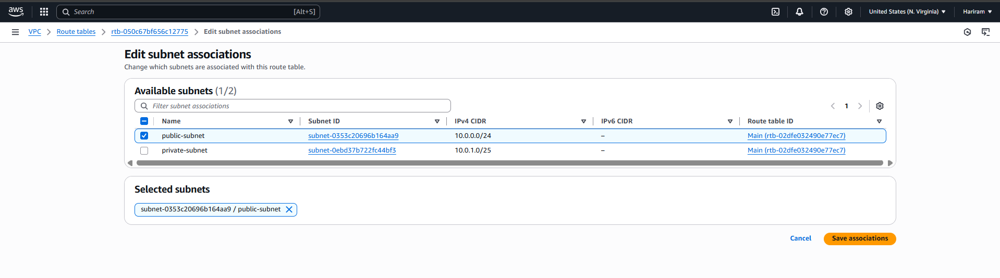 aws Search [Alt+S] United States (N. Virginia) Hariram
VPC Route tables rtb-050c67bf656c12775 Edit subnet associations
Edit subnet associations
Change which subnets are associated with this route table.
Available subnets (1/2)
Filter subnet associations 1
Name Subnet ID IPv4 CIDR IPv6 CIDR Route table ID
public-subnet subnet-0353c20696b164aa9 10.0.0.0/24 – Main (rtb-02dfe032490e77ec7)
private-subnet subnet-0ebd37b722fc44bf3 10.0.1.0/25 – Main (rtb-02dfe032490e77ec7)
Selected subnets
subnet-0353c20696b164aa9 / public-subnet
Cancel Save associations